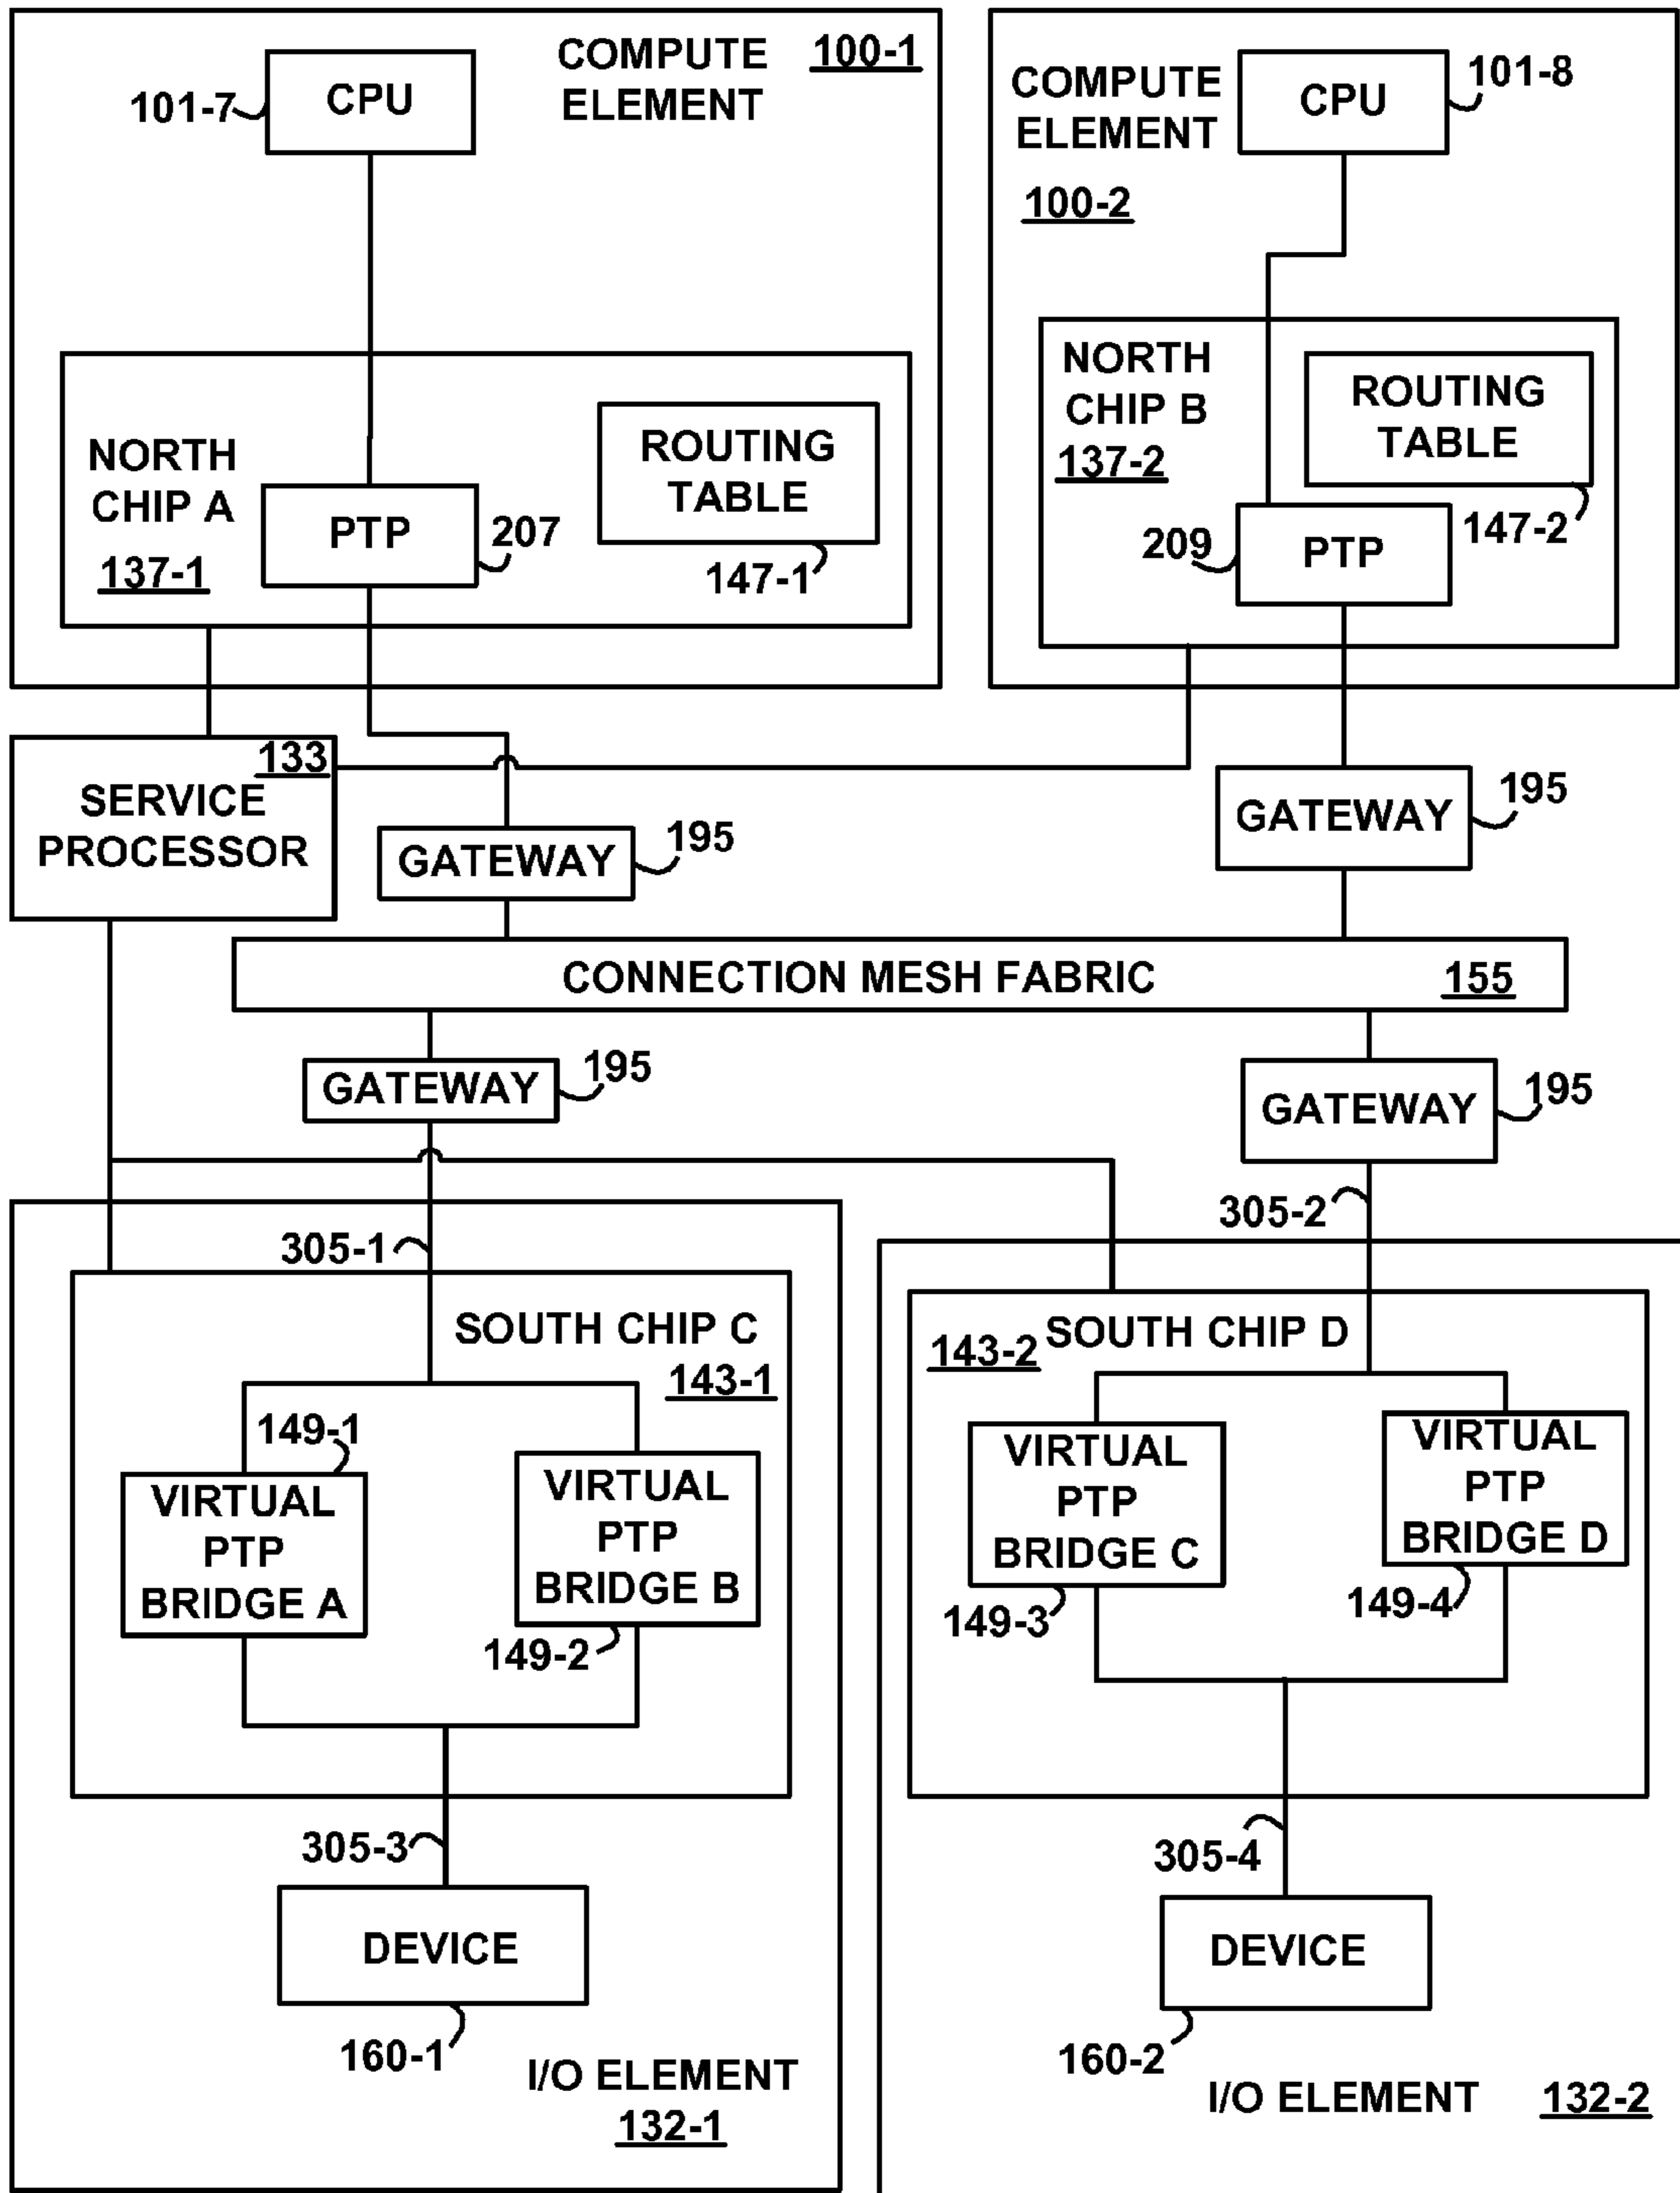 COMPUTE 100-1
ELEMENT
CPU
101-7
COMPUTE
ELEMENT
100-2
CPU
101-8
NORTH
CHIP A
137-1
PTP
207
ROUTING
TABLE
147-1
NORTH
CHIP B
137-2
ROUTING
TABLE
147-2
209
PTP
133
SERVICE
PROCESSOR
GATEWAY
195
GATEWAY
195
CONNECTION MESH FABRIC 155
GATEWAY
195
GATEWAY
195
305-1
305-2
SOUTH CHIP C
143-1
149-1
VIRTUAL
PTP
BRIDGE A
VIRTUAL
PTP
BRIDGE B
149-2
143-2
SOUTH CHIP D
VIRTUAL
PTP
BRIDGE C
149-3
VIRTUAL
PTP
BRIDGE D
149-4
305-3
DEVICE
160-1
I/O ELEMENT
132-1
305-4
DEVICE
160-2
I/O ELEMENT 132-2